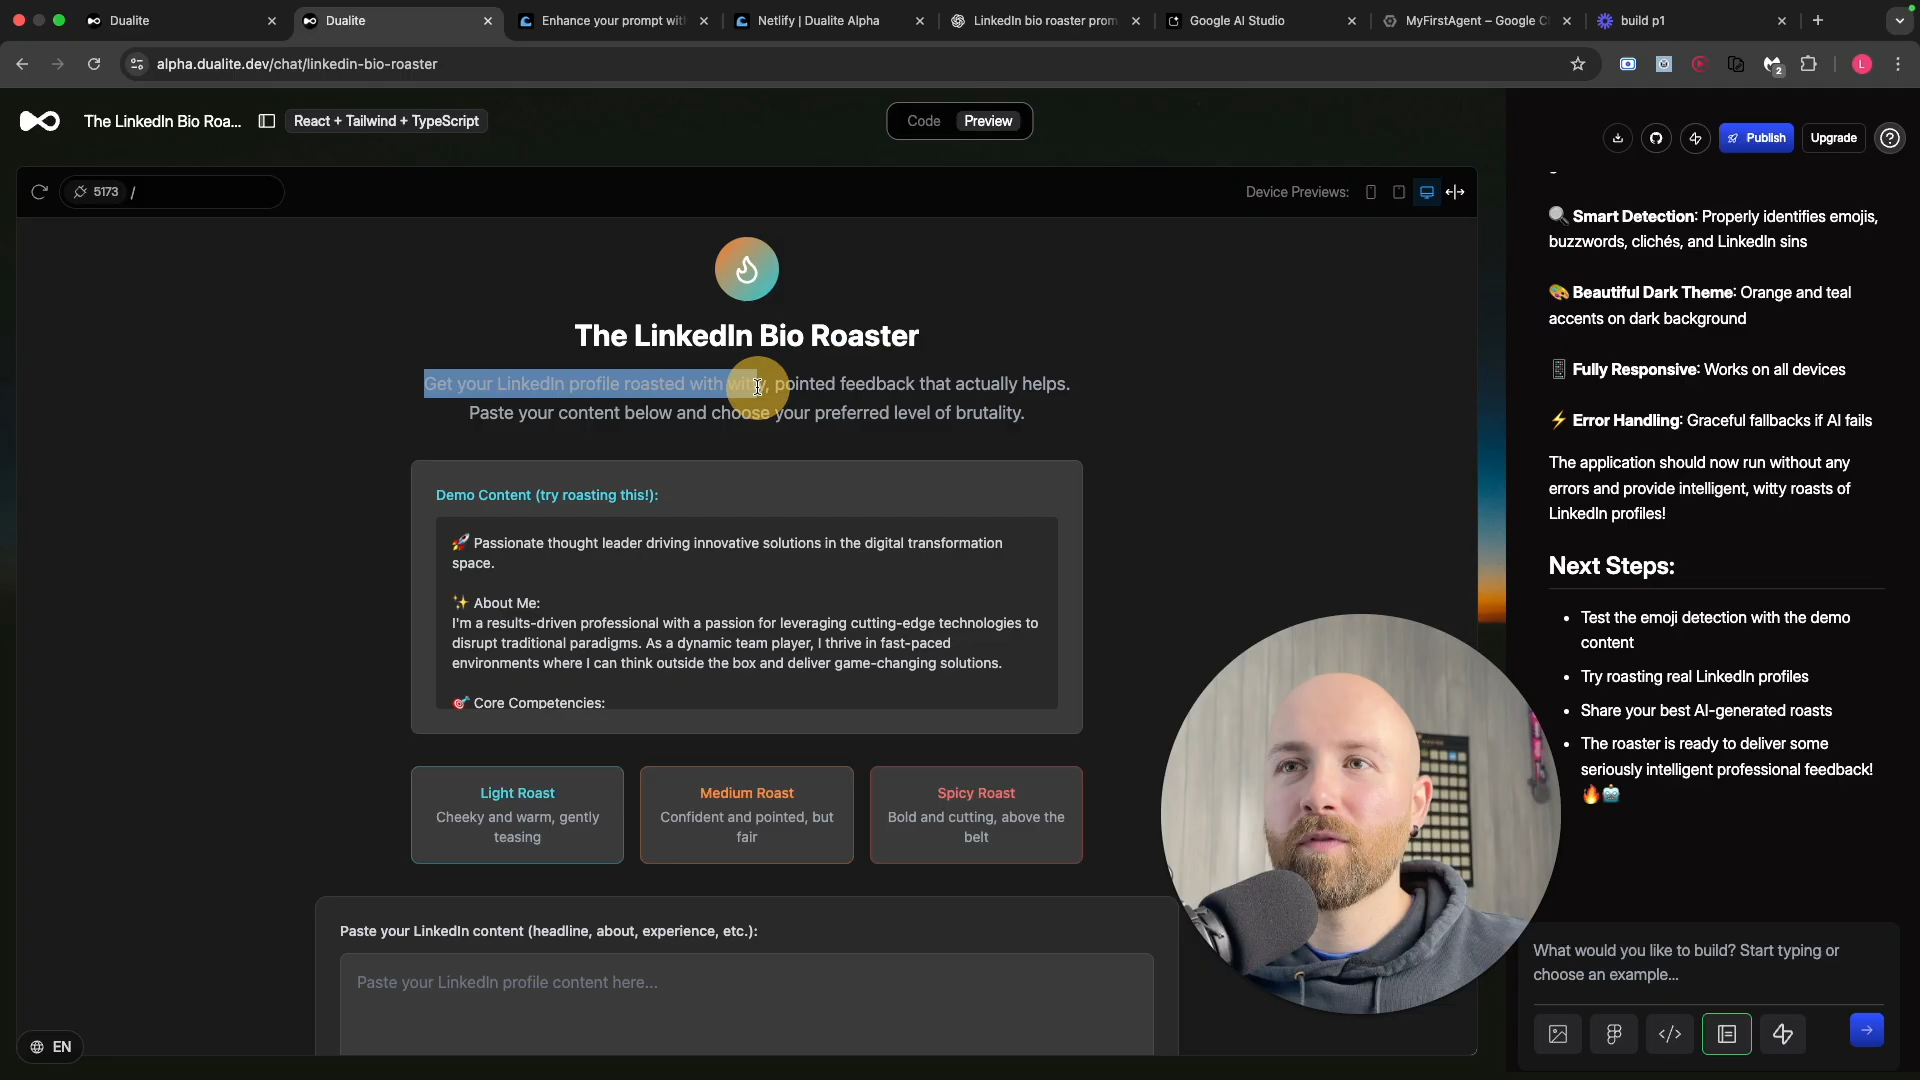 Dualite
Dualite
Enhance your prompt wit
Netlify | Dualite Alpha
LinkedIn bio roaster prom
Google AI Studio
MyFirstAgent – Google C
build p1
alpha.dualite.dev/chat/linkedin-bio-roaster
2
L
The LinkedIn Bio Roa...
React + Tailwind + TypeScript
Code
Preview
Publish
Upgrade
5173
/
Device Previews:
The LinkedIn Bio Roaster
Get your LinkedIn profile roasted with witty, pointed feedback that actually helps.
Paste your content below and choose your preferred level of brutality.
Demo Content (try roasting this!):
🚀 Passionate thought leader driving innovative solutions in the digital transformation
space.
✨ About Me:
I'm a results-driven professional with a passion for leveraging cutting-edge technologies to
disrupt traditional paradigms. As a dynamic team player, I thrive in fast-paced
environments where I can think outside the box and deliver game-changing solutions.
🎯 Core Competencies:
Light Roast
Cheeky and warm, gently
teasing
Medium Roast
Confident and pointed, but
fair
Spicy Roast
Bold and cutting, above the
belt
Paste your LinkedIn content (headline, about, experience, etc.):
Paste your LinkedIn profile content here...
EN
🔍 Smart Detection: Properly identifies emojis,
buzzwords, clichés, and LinkedIn sins
🎨 Beautiful Dark Theme: Orange and teal
accents on dark background
📱 Fully Responsive: Works on all devices
⚡ Error Handling: Graceful fallbacks if AI fails
The application should now run without any
errors and provide intelligent, witty roasts of
LinkedIn profiles!
Next Steps:
• Test the emoji detection with the demo
content
• Try roasting real LinkedIn profiles
• Share your best AI-generated roasts
• The roaster is ready to deliver some
seriously intelligent professional feedback!
🔥🤖
What would you like to build? Start typing or
choose an example...